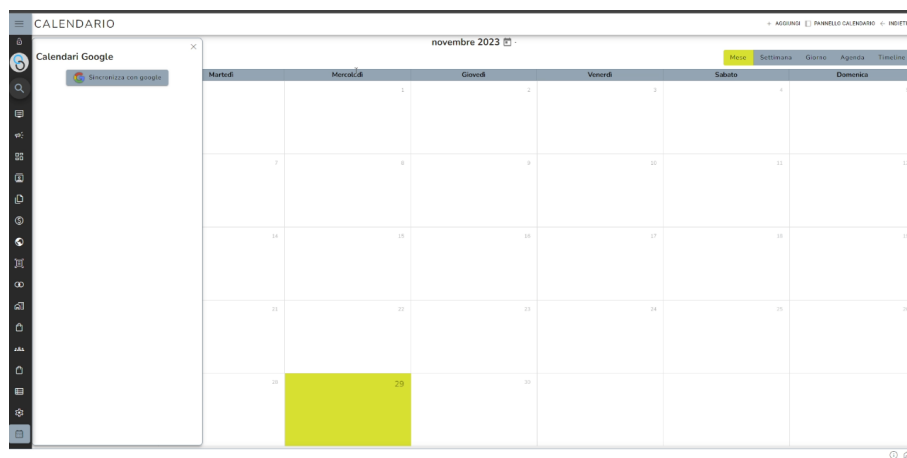 CALENDARIO
+ AGGIUNGI PANNELLO CALENDARIO ← INDIET
novembre 2023
Calendari Google
Mese Settimana Giorno Agenda Timeline
Sincronizza con google
Martedì Mercoledì Giovedì Venerdì Sabato Domenica
1 2 3 4
7 8 9 10 11
14 15 16 17 18
21 22 23 24 25
28 29 30